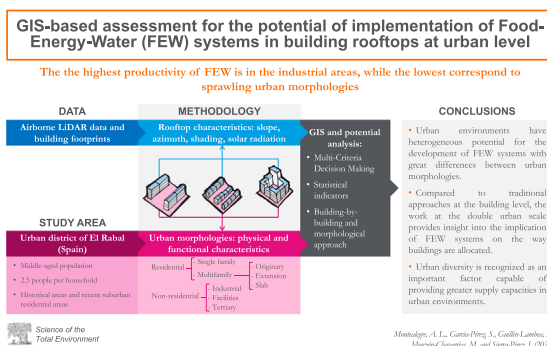 GIS-based assessment for the potential of implementation of Food-
Energy-Water (FEW) systems in building rooftops at urban level
The the highest productivity of FEW is in the industrial areas, while the lowest correspond to
sprawling urban morphologies
DATA
Airborne LiDAR data and
building footprints
METHODOLOGY
Rooftop characteristics: slope,
azimuth, shading, solar radiation
STUDY AREA
Urban district of El Rabal
(Spain)
• Middle-aged population
• 2.5 people per household
• Historical areas and recent suburban
residential areas
Urban morphologies: physical and
functional characteristics
Residential
Single family
Multifamily
Originary
Extension
Slab
Non-residential
Industrial
Facilities
Tertiary
GIS and potential
analysis:
• Multi-Criteria
Decision Making
• Statistical
indicators
• Building-by-
building and
morphological
approach
CONCLUSIONS
• Urban environments have
heterogeneous potential for the
development of FEW systems with
great differences between urban
morphologies.
• Compared to traditional
approaches at the building level, the
work at the double urban scale
provides insight into the implication
of FEW systems on the way
buildings are allocated.
• Urban diversity is recognized as an
important factor capable of
providing greater supply capacities in
urban environments.
Science of the
Total Environment
Montealegre, A. L., García-Pérez, S., Guillén-Lambea,